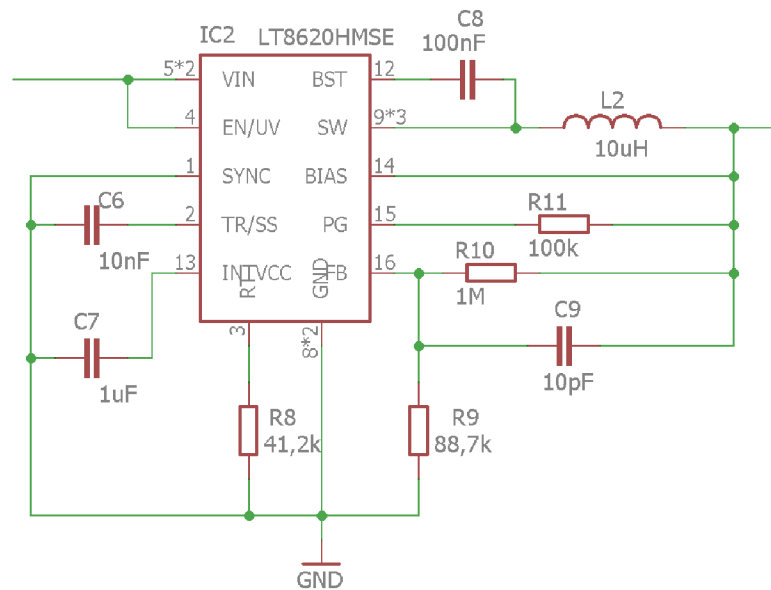 IC2 LT8620HMSE
C8
100nF
5*2 VIN BST 12
4 EN/UV SW 9*3
L2
10uH
1 SYNC BIAS 14
C6
10nF
2 TR/SS PG 15
R11
100k
13 INTVCC FB 16
R10
1M
RT
GND
3
8*2
C7
1uF
C9
10pF
R8
41,2k
R9
88,7k
GND